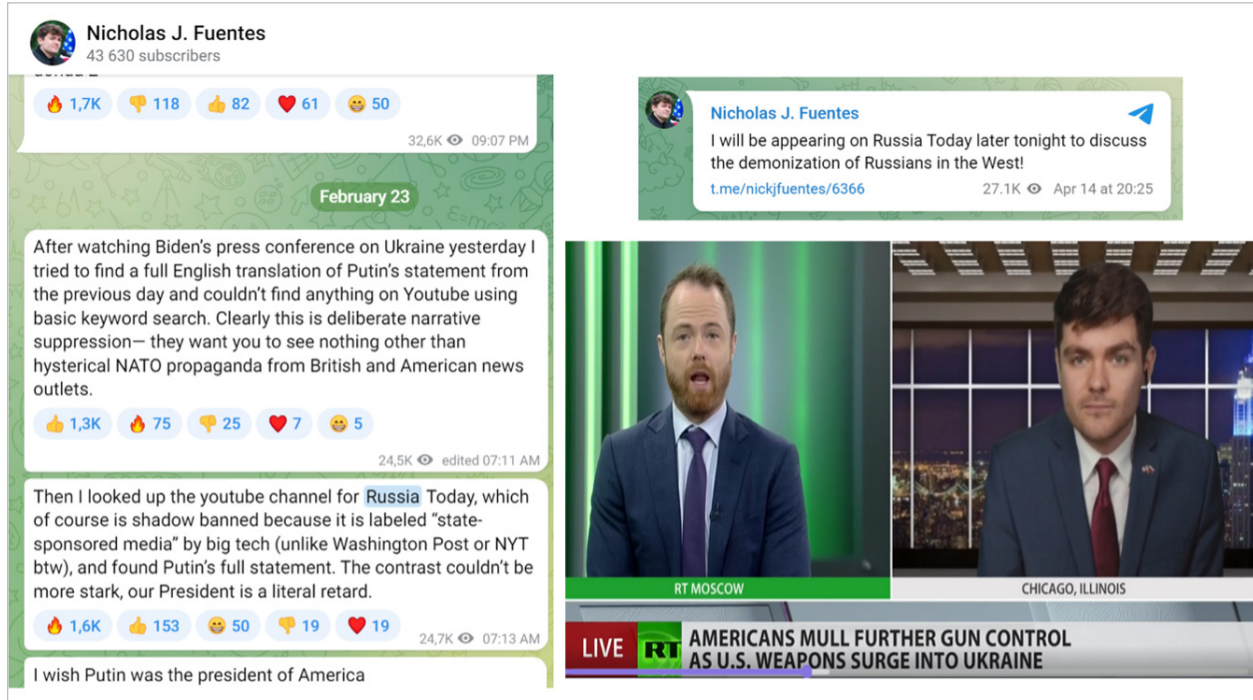 Nicholas J. Fuentes
43 630 subscribers
🔥 1,7K 👎 118 👍 82 ❤️ 61 😁 50
32,6K 09:07 PM
February 23
After watching Biden's press conference on Ukraine yesterday I
tried to find a full English translation of Putin's statement from
the previous day and couldn't find anything on Youtube using
basic keyword search. Clearly this is deliberate narrative
suppression— they want you to see nothing other than
hysterical NATO propaganda from British and American news
outlets.
👍 1,3K 🔥 75 👎 25 ❤️ 7 😁 5
24,5K edited 07:11 AM
Then I looked up the youtube channel for Russia Today, which
of course is shadow banned because it is labeled “state-
sponsored media” by big tech (unlike Washington Post or NYT
btw), and found Putin's full statement. The contrast couldn't be
more stark, our President is a literal retard.
🔥 1,6K 👍 153 😁 50 👎 19 ❤️ 19
24,7K 07:13 AM
I wish Putin was the president of America
Nicholas J. Fuentes
I will be appearing on Russia Today later tonight to discuss
the demonization of Russians in the West!
t.me/nickjfuentes/6366
27.1K Apr 14 at 20:25
RT MOSCOW
CHICAGO, ILLINOIS
LIVE
RT
AMERICANS MULL FURTHER GUN CONTROL
AS U.S. WEAPONS SURGE INTO UKRAINE